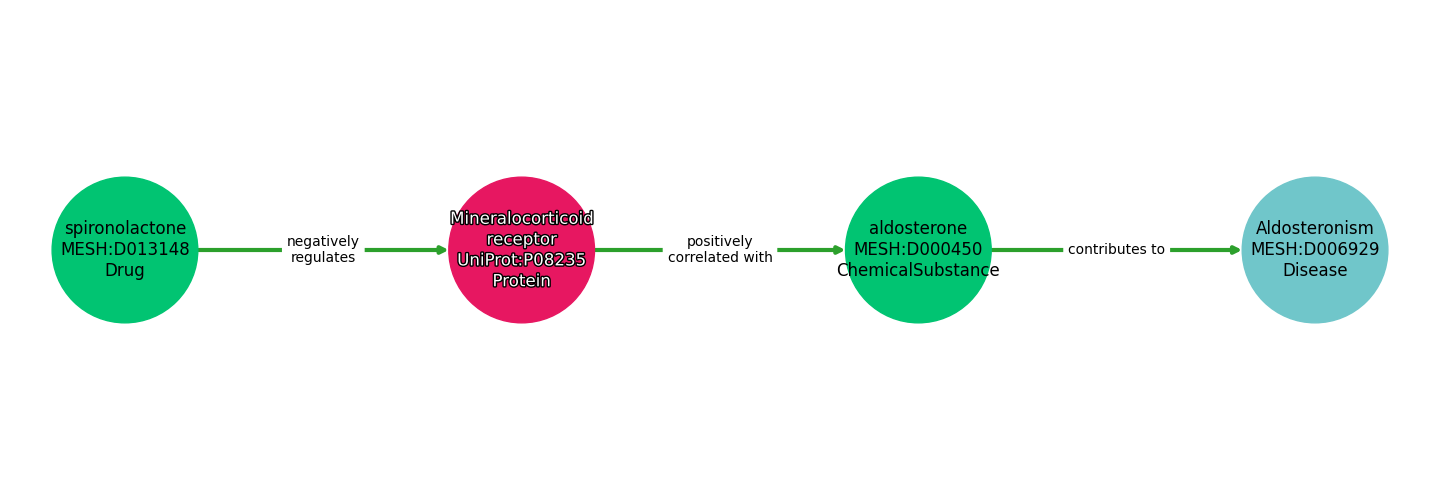 spironolactone
MESH:D013148
Drug
negatively
regulates
Mineralocorticoid
receptor
UniProt:P08235
Protein
positively
correlated with
aldosterone
MESH:D000450
ChemicalSubstance
contributes to
Aldosteronism
MESH:D006929
Disease